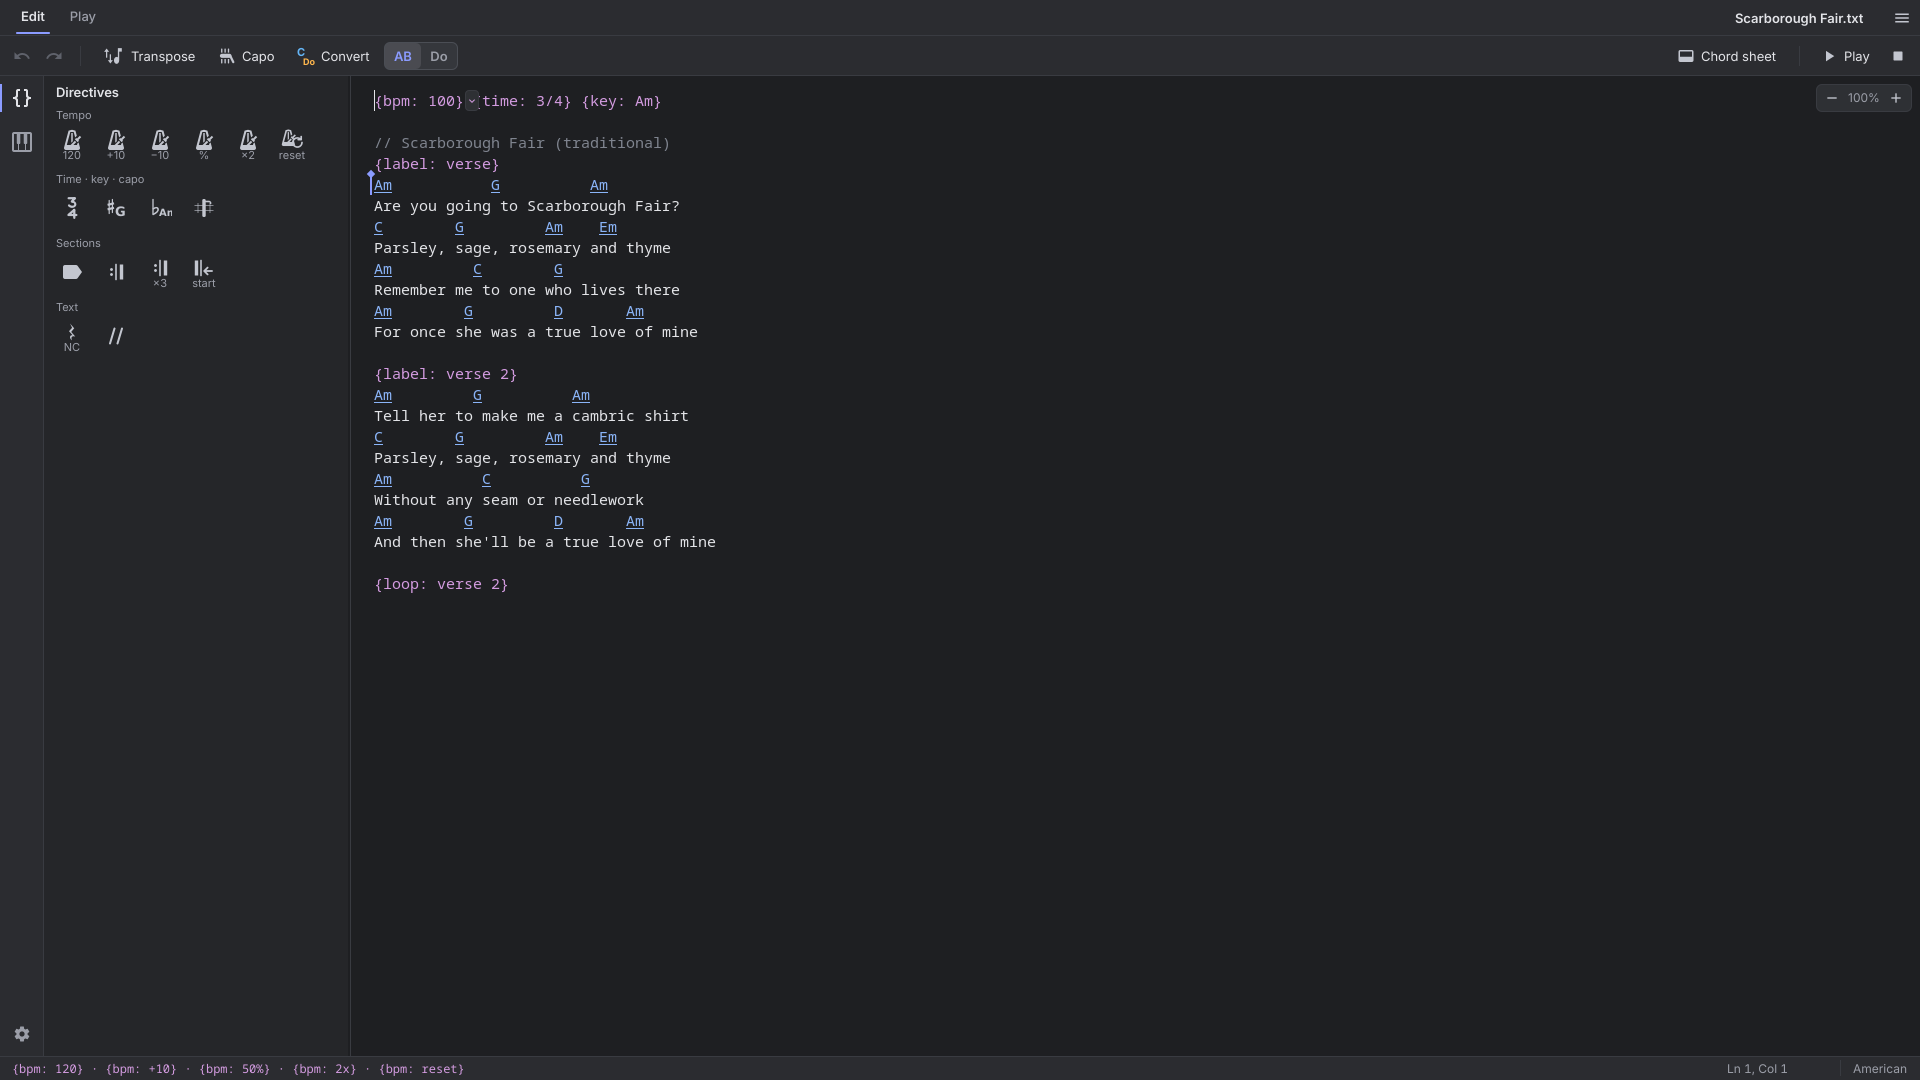 Edit Play Scarborough Fair.txt
Transpose Capo C Do Convert AB Do Chord sheet Play
Directives
Tempo
120 +10 −10 % ×2 reset
Time · key · capo
3 4 #G ♭Am
Sections
×3 start
Text
NC //
{bpm: 100} time: 3/4} {key: Am}
100%
// Scarborough Fair (traditional)
{label: verse}
Am G Am
Are you going to Scarborough Fair?
C G Am Em
Parsley, sage, rosemary and thyme
Am C G
Remember me to one who lives there
Am G D Am
For once she was a true love of mine
{label: verse 2}
Am G Am
Tell her to make me a cambric shirt
C G Am Em
Parsley, sage, rosemary and thyme
Am C G
Without any seam or needlework
Am G D Am
And then she'll be a true love of mine
{loop: verse 2}
{bpm: 120} · {bpm: +10} · {bpm: 50%} · {bpm: 2x} · {bpm: reset} Ln 1, Col 1 American